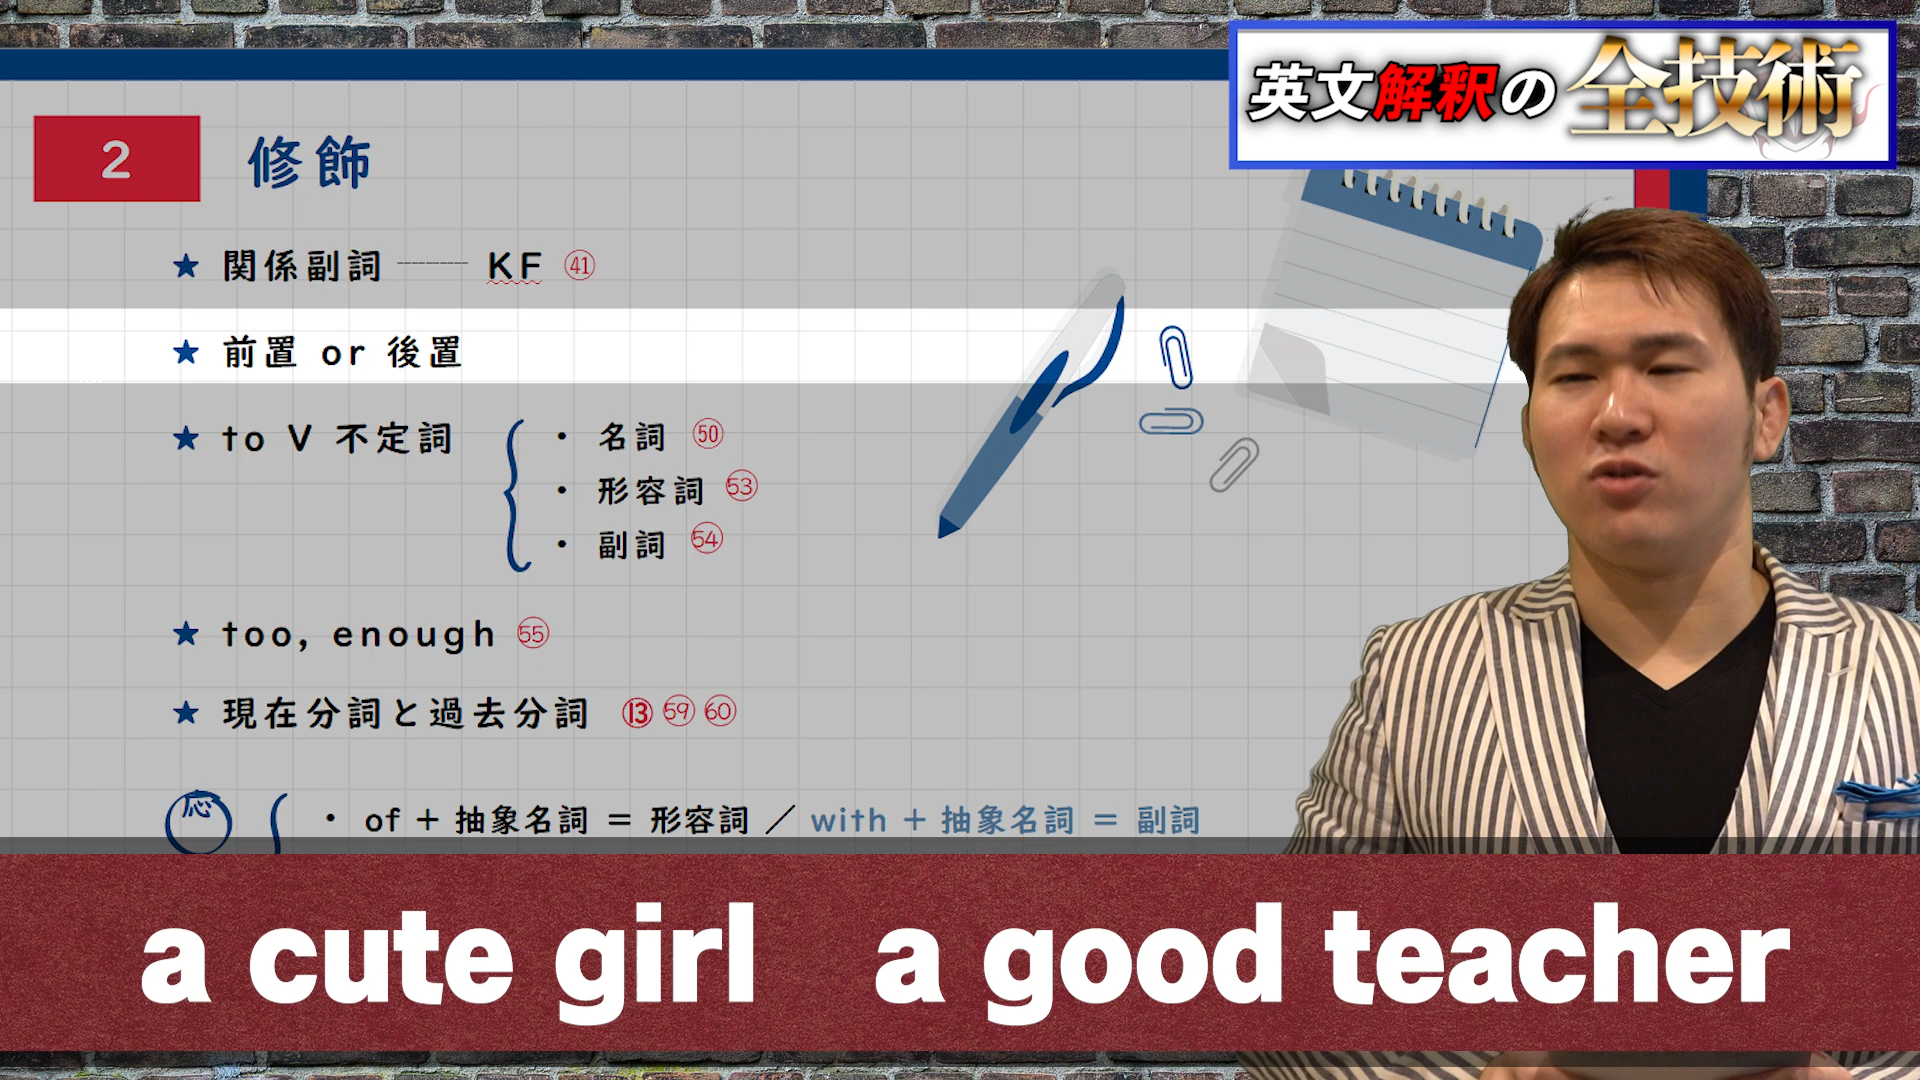 英文解釈の全技術
2 修飾
★ 関係副詞 KF ㊶
★ 前置 or 後置
★ to V 不定詞
・ 名詞 ㊿
・ 形容詞 53
・ 副詞 54
★ too, enough 55
★ 現在分詞と過去分詞 ⑬ 59 60
応 ・ of + 抽象名詞 = 形容詞 / with + 抽象名詞 = 副詞
a cute girl a good teacher